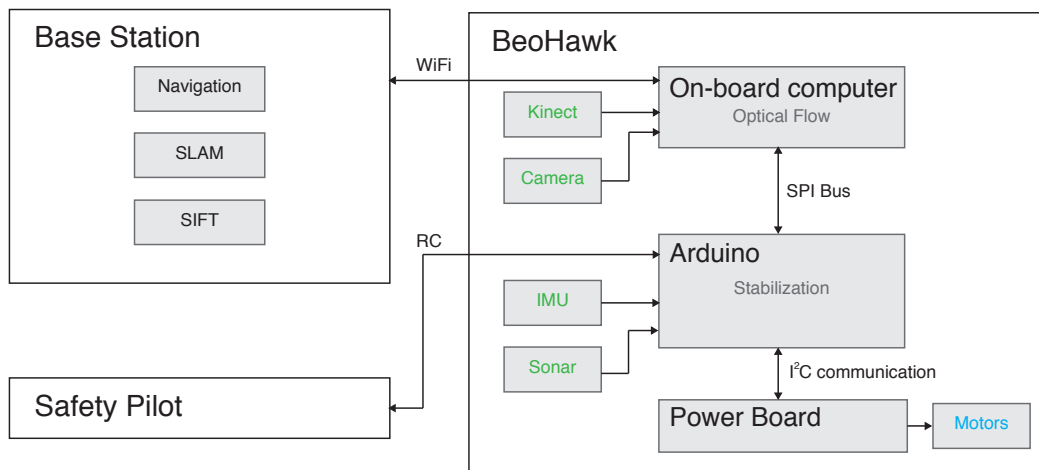 Base Station
Navigation
SLAM
SIFT
WiFi
RC
Safety Pilot
BeoHawk
Kinect
Camera
On-board computer
Optical Flow
SPI Bus
Arduino
Stabilization
IMU
Sonar
I²C communication
Power Board
Motors